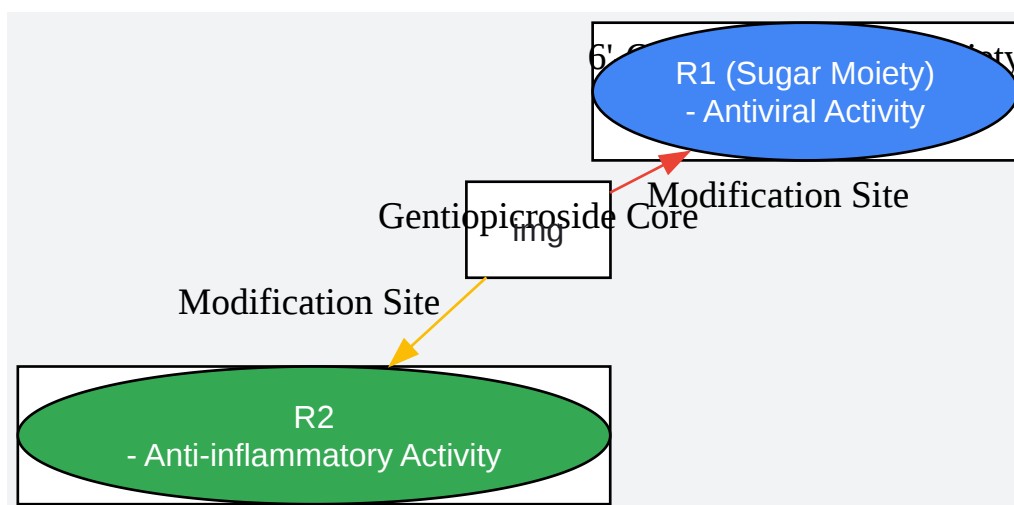 6'
R1 (Sugar Moiety)
- Antiviral Activity
Modification Site
Gentiopicroside Core
img
Modification Site
R2
- Anti-inflammatory Activity